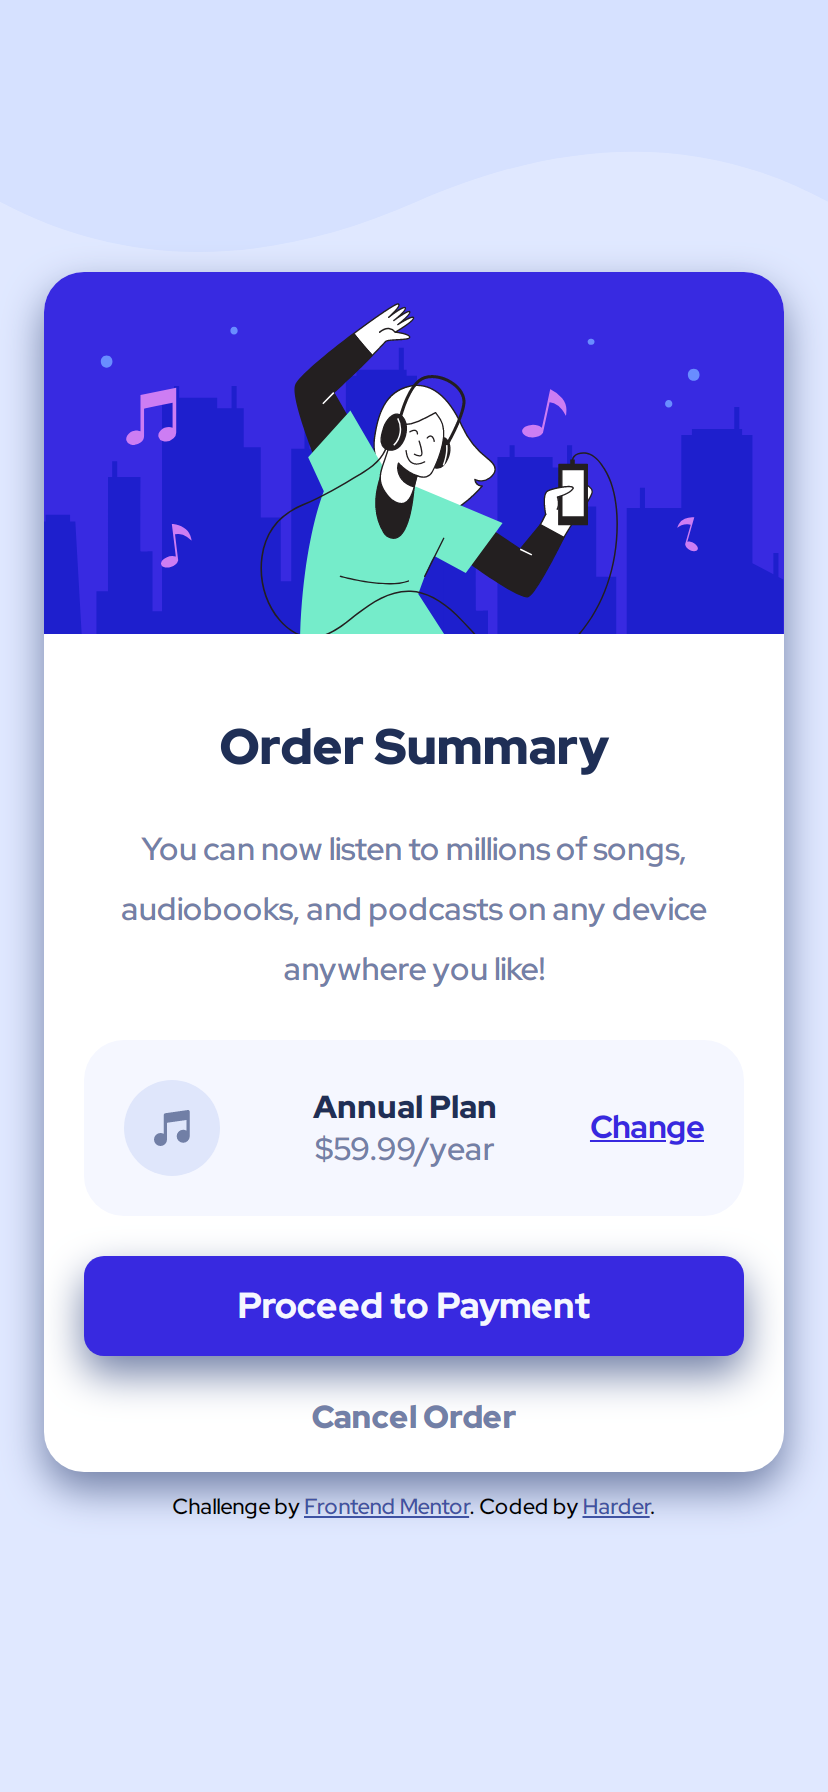 Order Summary
You can now listen to millions of songs,
audiobooks, and podcasts on any device
anywhere you like!
Annual Plan
$59.99/year
Change
Proceed to Payment
Cancel Order
Challenge by Frontend Mentor. Coded by Harder.